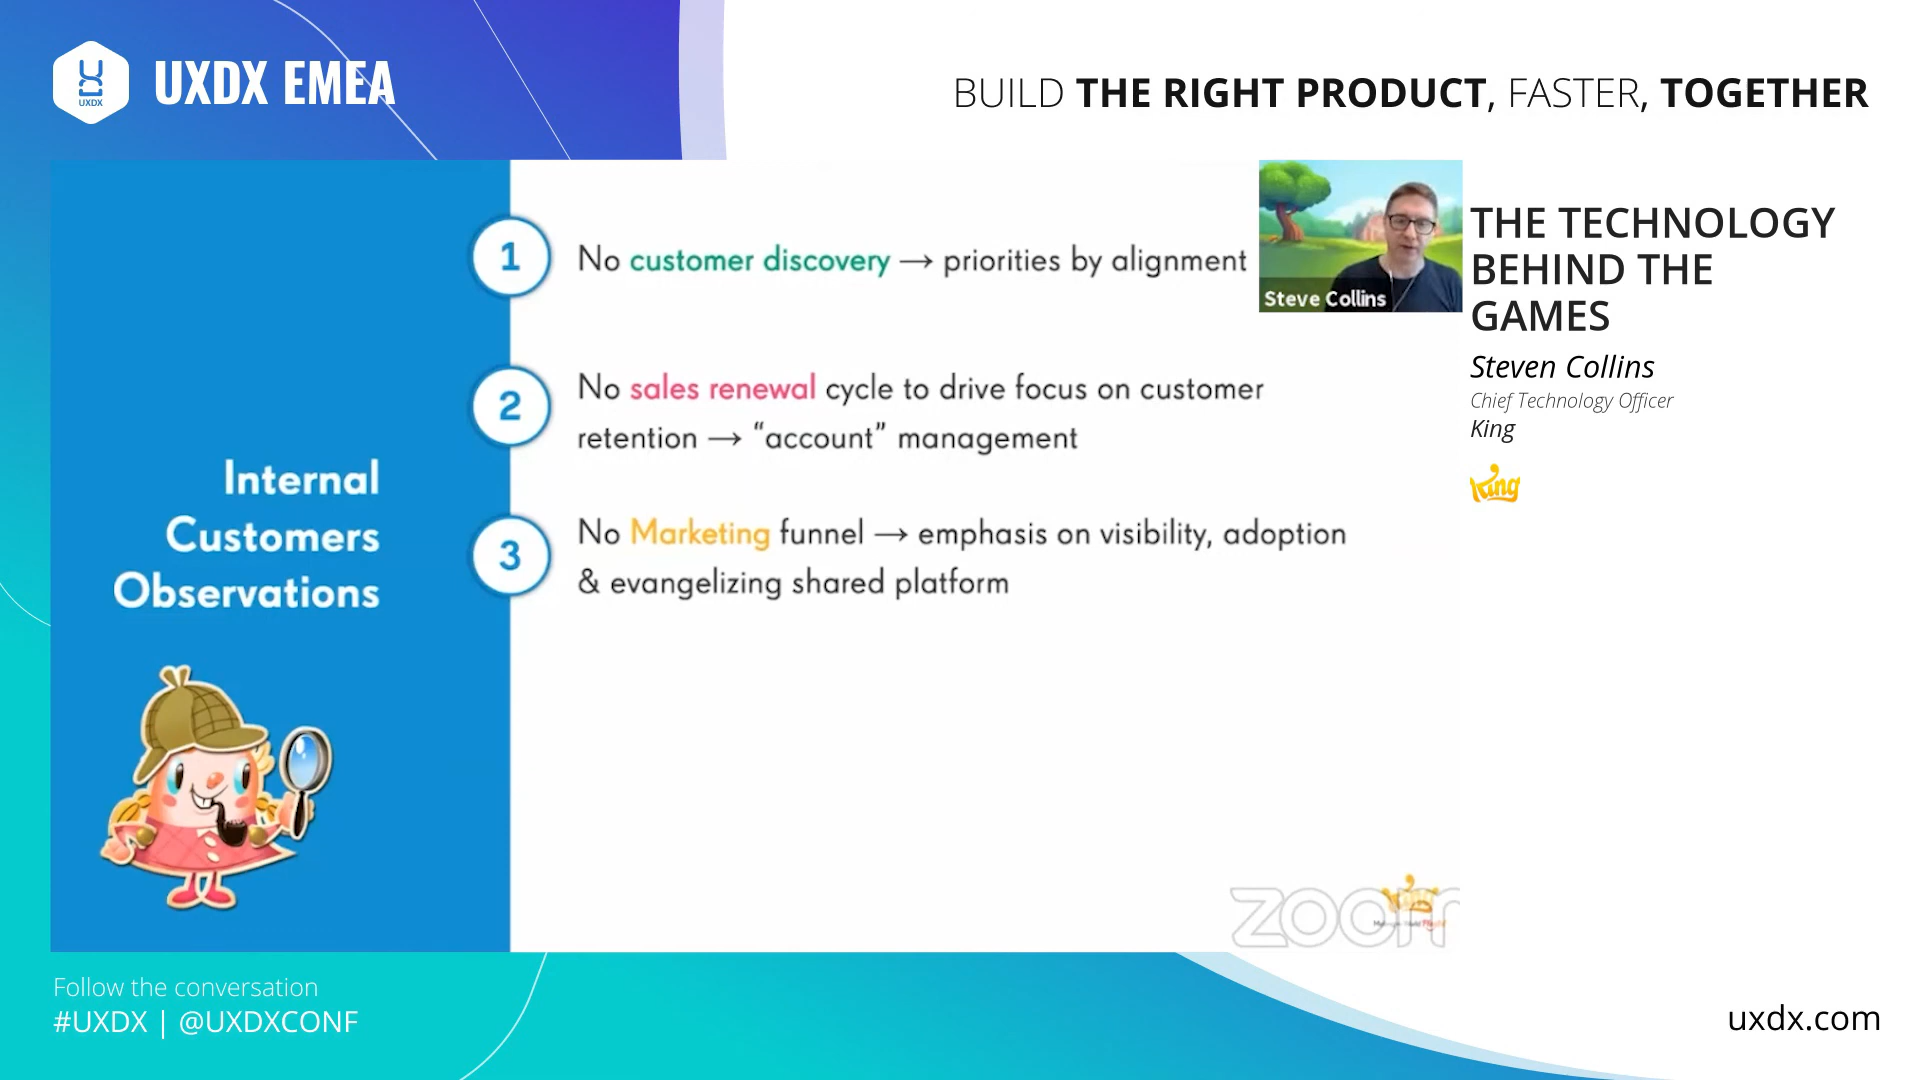 UXDX
UXDX EMEA
BUILD THE RIGHT PRODUCT, FASTER, TOGETHER
Internal
Customers
Observations
1
No customer discovery → priorities by alignment
2
No sales renewal cycle to drive focus on customer
retention → “account” management
3
No Marketing funnel → emphasis on visibility, adoption
& evangelizing shared platform
Steve Collins
THE TECHNOLOGY
BEHIND THE
GAMES
Steven Collins
Chief Technology Officer
King
King
zoom
Follow the conversation
#UXDX | @UXDXCONF
uxdx.com